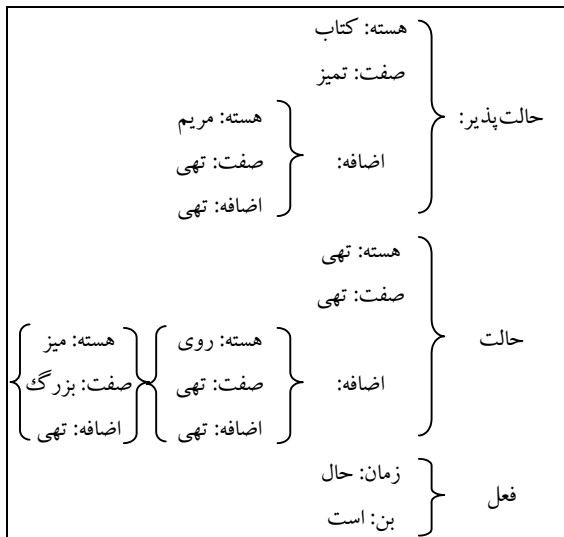 هسته: کتاب
صفت: تمیز
حالت‌پذیر: اضافه: هسته: مریم
صفت: تهی
اضافه: تهی
هسته: تهی
صفت: تهی
حالت
اضافه: هسته: روی هسته: میز
صفت: تهی صفت: بزرگ
اضافه: تهی اضافه: تهی
زمان: حال
فعل
بن: است